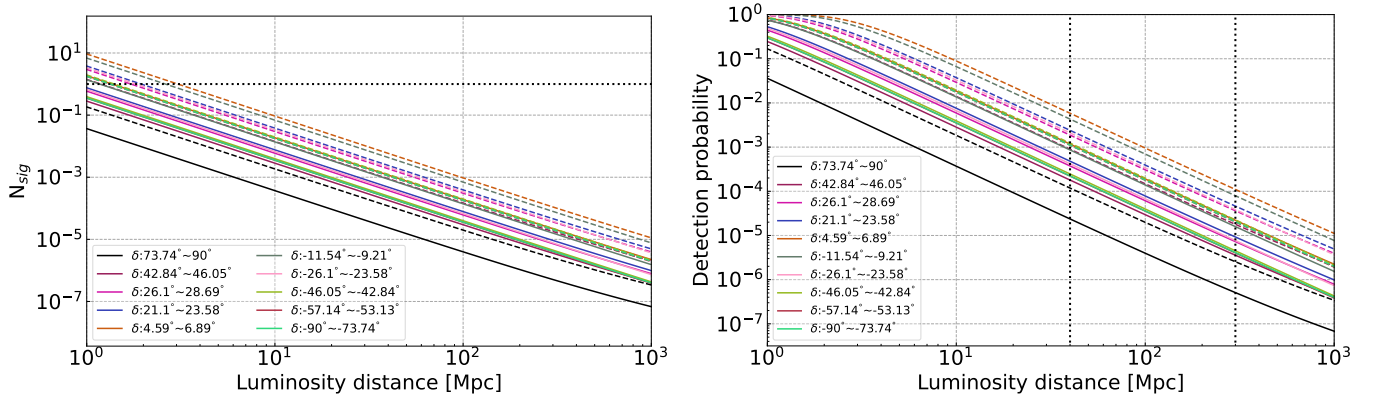 10¹
10⁻¹
10⁻³
10⁻⁵
10⁻⁷
N_sig
δ:73.74°~90°
δ:42.84°~46.05°
δ:26.1°~28.69°
δ:21.1°~23.58°
δ:4.59°~6.89°
δ:-11.54°~-9.21°
δ:-26.1°~-23.58°
δ:-46.05°~-42.84°
δ:-57.14°~-53.13°
δ:-90°~-73.74°
10⁰ 10¹ 10² 10³
Luminosity distance [Mpc]
10⁰
10⁻¹
10⁻²
10⁻³
10⁻⁴
10⁻⁵
10⁻⁶
10⁻⁷
Detection probability
δ:73.74°~90°
δ:42.84°~46.05°
δ:26.1°~28.69°
δ:21.1°~23.58°
δ:4.59°~6.89°
δ:-11.54°~-9.21°
δ:-26.1°~-23.58°
δ:-46.05°~-42.84°
δ:-57.14°~-53.13°
δ:-90°~-73.74°
10⁰ 10¹ 10² 10³
Luminosity distance [Mpc]